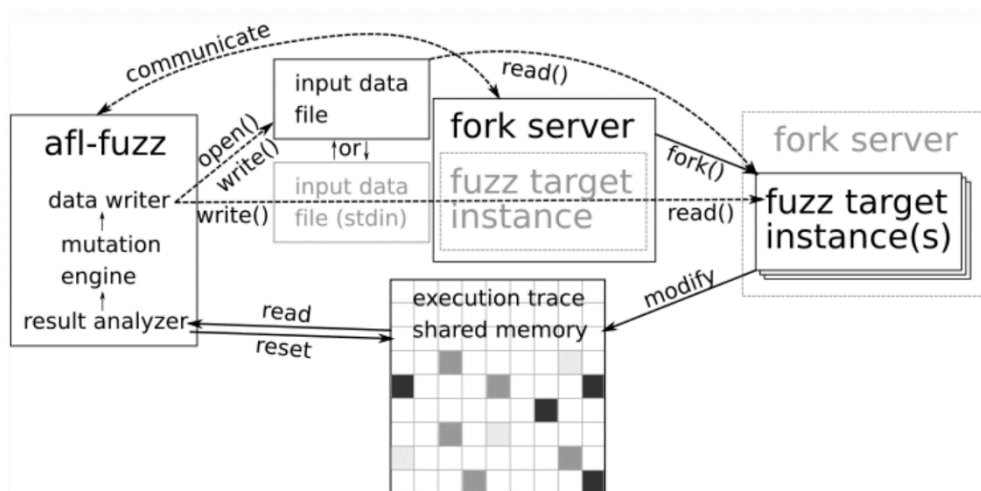 communicate
input data
file
read()
afl-fuzz
open()
write()
↑or↓
fork server
fork()
fork server
data writer
write()
input data
file (stdin)
fuzz target
instance
read()
fuzz target
instance(s)
mutation
engine
result analyzer
read
reset
execution trace
shared memory
modify